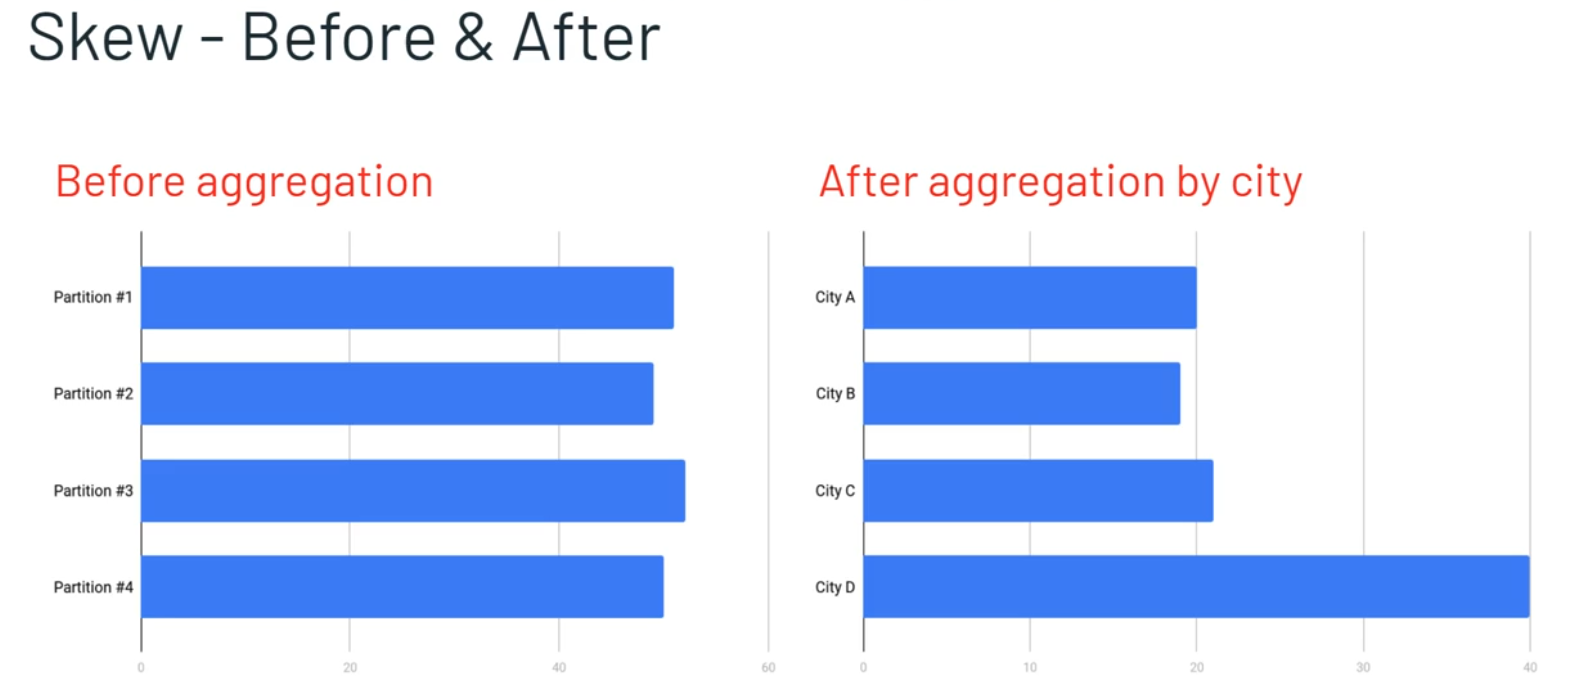 Skew - Before & After
Before aggregation
Partition #1
Partition #2
Partition #3
Partition #4
0 20 40 60
After aggregation by city
City A
City B
City C
City D
0 10 20 30 40